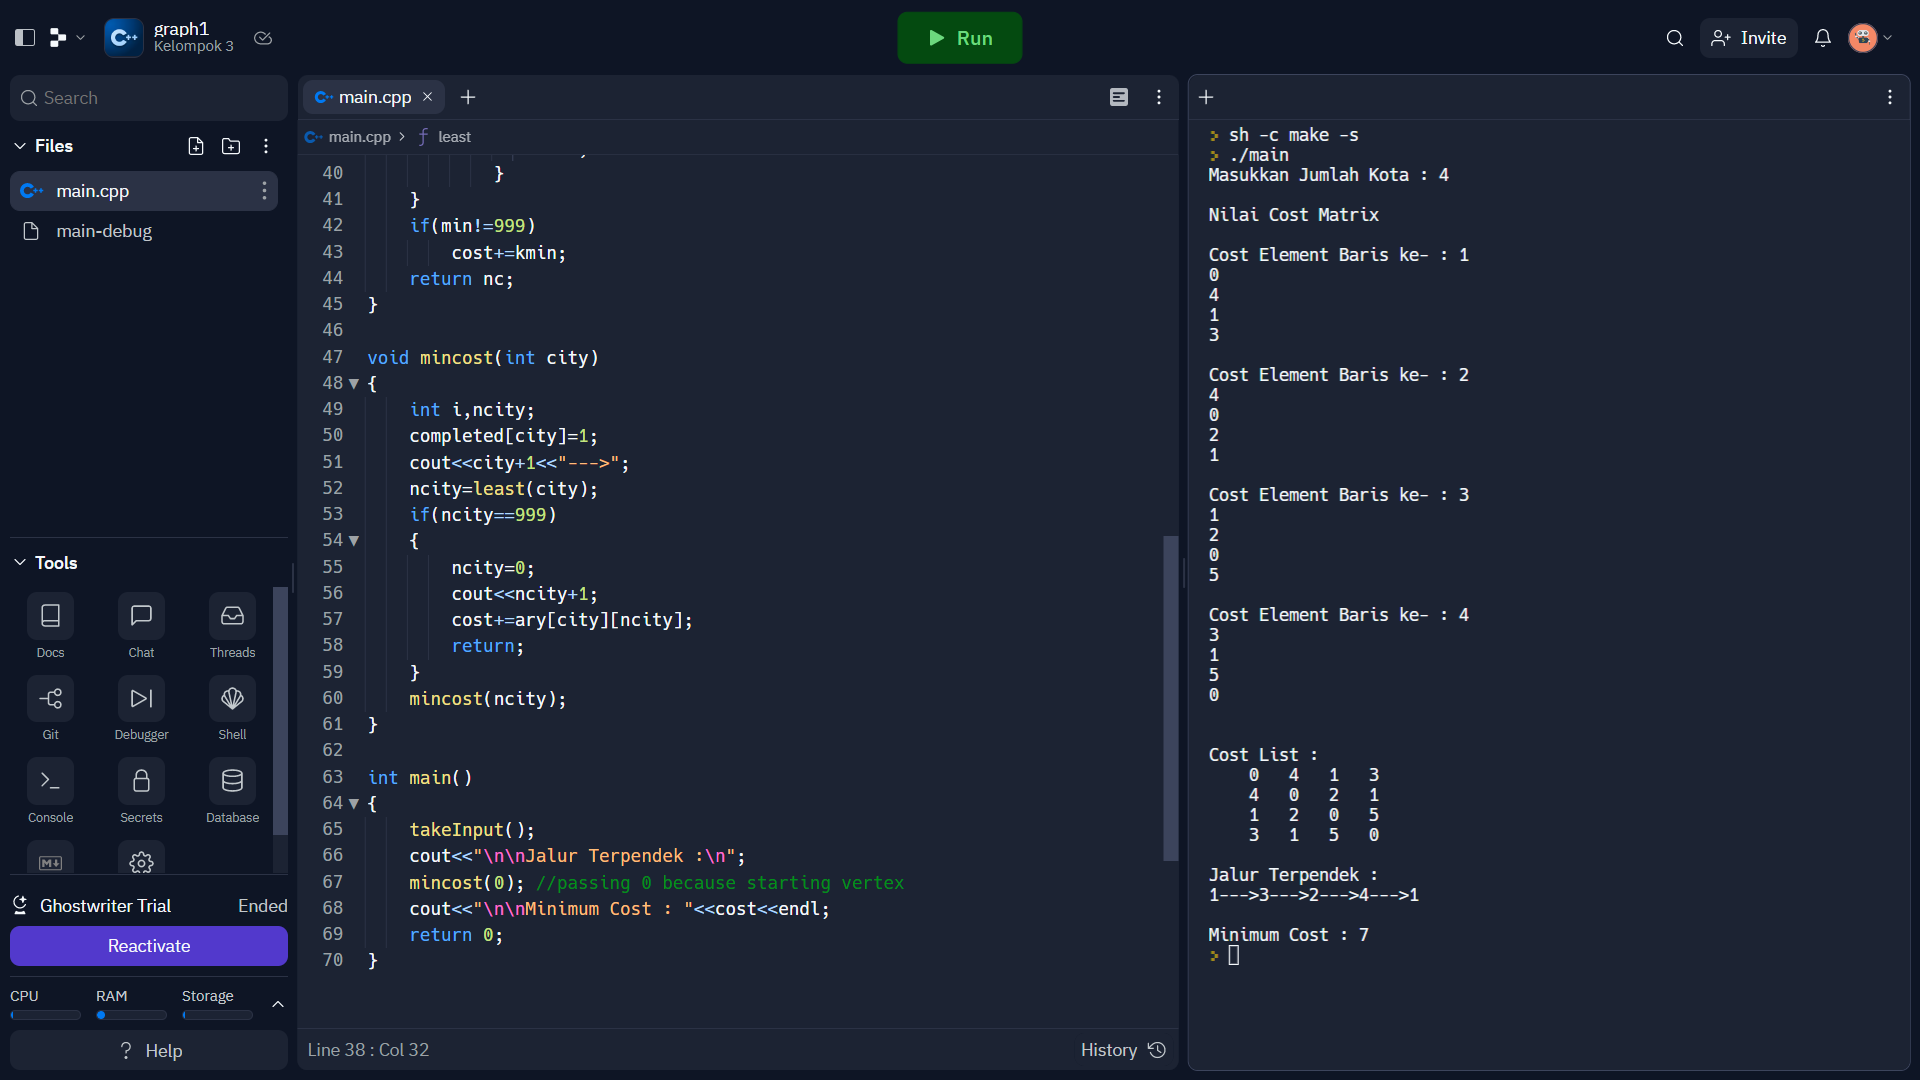 graph1
Kelompok 3
Run
Invite
Search
Files
main.cpp
main-debug
Tools
Docs
Chat
Threads
Git
Debugger
Shell
Console
Secrets
Database
Ghostwriter Trial
Ended
Reactivate
CPU
RAM
Storage
? Help
main.cpp
main.cpp > f least
40 }
41 }
42 if(min!=999)
43 cost+=kmin;
44 return nc;
45 }
46
47 void mincost(int city)
48 {
49 int i,ncity;
50 completed[city]=1;
51 cout<<city+1<<"--->";
52 ncity=least(city);
53 if(ncity==999)
54 {
55 ncity=0;
56 cout<<ncity+1;
57 cost+=ary[city][ncity];
58 return;
59 }
60 mincost(ncity);
61 }
62
63 int main()
64 {
65 takeInput();
66 cout<<"\n\nJalur Terpendek :\n";
67 mincost(0); //passing 0 because starting vertex
68 cout<<"\n\nMinimum Cost : "<<cost<<endl;
69 return 0;
70 }
Line 38 : Col 32
History
> sh -c make -s
> ./main
Masukkan Jumlah Kota : 4
Nilai Cost Matrix
Cost Element Baris ke- : 1
0
4
1
3
Cost Element Baris ke- : 2
4
0
2
1
Cost Element Baris ke- : 3
1
2
0
5
Cost Element Baris ke- : 4
3
1
5
0
Cost List :
0 4 1 3
4 0 2 1
1 2 0 5
3 1 5 0
Jalur Terpendek :
1--->3--->2--->4--->1
Minimum Cost : 7
>